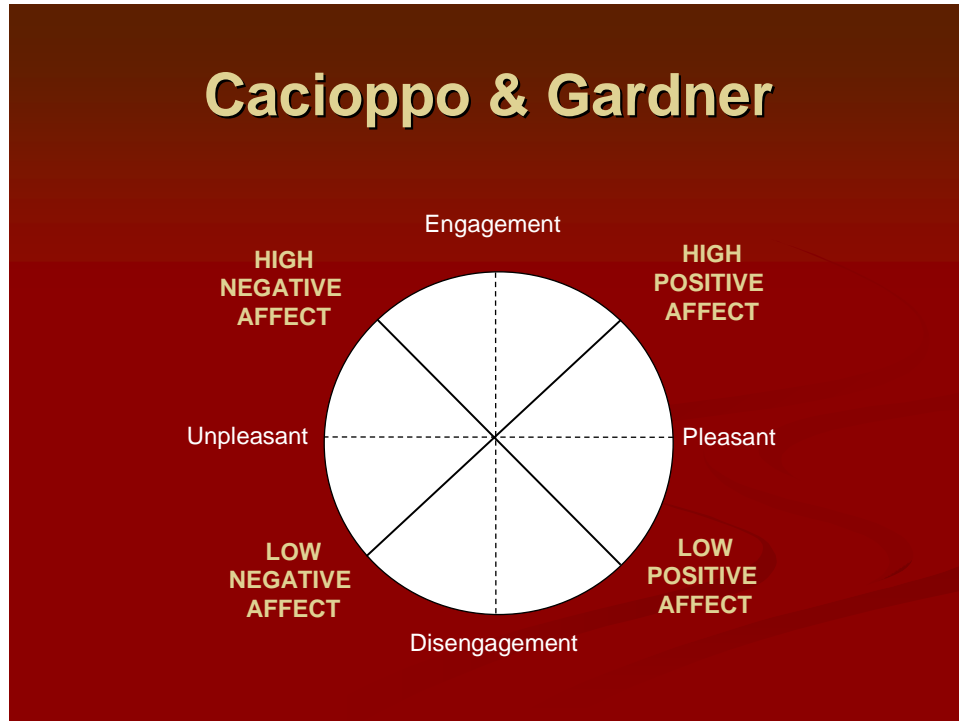 Cacioppo & Gardner
Engagement
HIGH
NEGATIVE
AFFECT
HIGH
POSITIVE
AFFECT
Unpleasant
Pleasant
LOW
NEGATIVE
AFFECT
LOW
POSITIVE
AFFECT
Disengagement